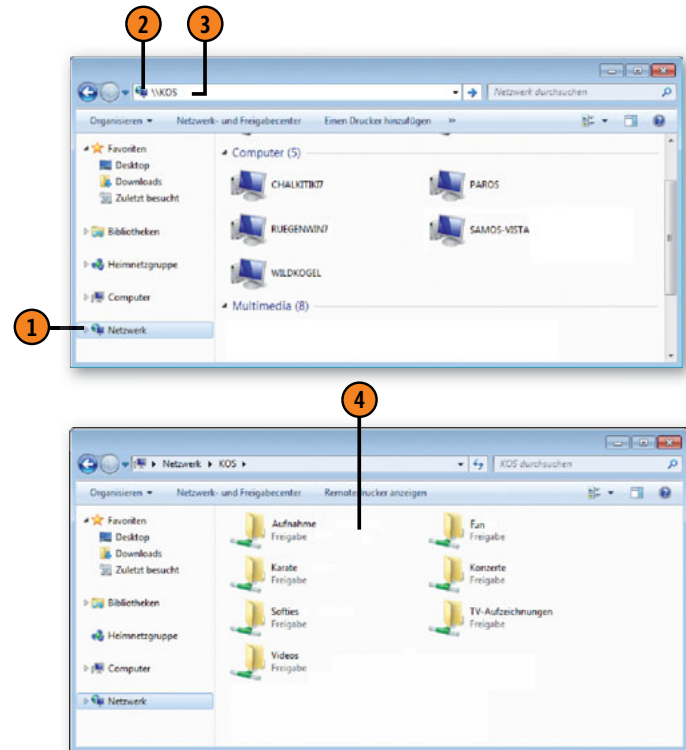 2 3
\\KOS Netzwerk durchsuchen
Organisieren Netzwerk- und Freigabecenter Einen Drucker hinzufügen »
Favoriten
Desktop
Downloads
Zuletzt besucht
Bibliotheken
Heimnetzgruppe
Computer
Netzwerk
1
Computer (5)
CHALKITIKI7 PAROS
RUEGENWIN7 SAMOS-VISTA
WILDKOGEL
Multimedia (8)
4
Netzwerk KOS KOS durchsuchen
Organisieren Netzwerk- und Freigabecenter Remotedrucker anzeigen
Favoriten
Desktop
Downloads
Zuletzt besucht
Bibliotheken
Heimnetzgruppe
Computer
Netzwerk
Aufnahme Fan
Freigabe Freigabe
Karate Konzerte
Freigabe Freigabe
Softies TV-Aufzeichnungen
Freigabe Freigabe
Videos
Freigabe